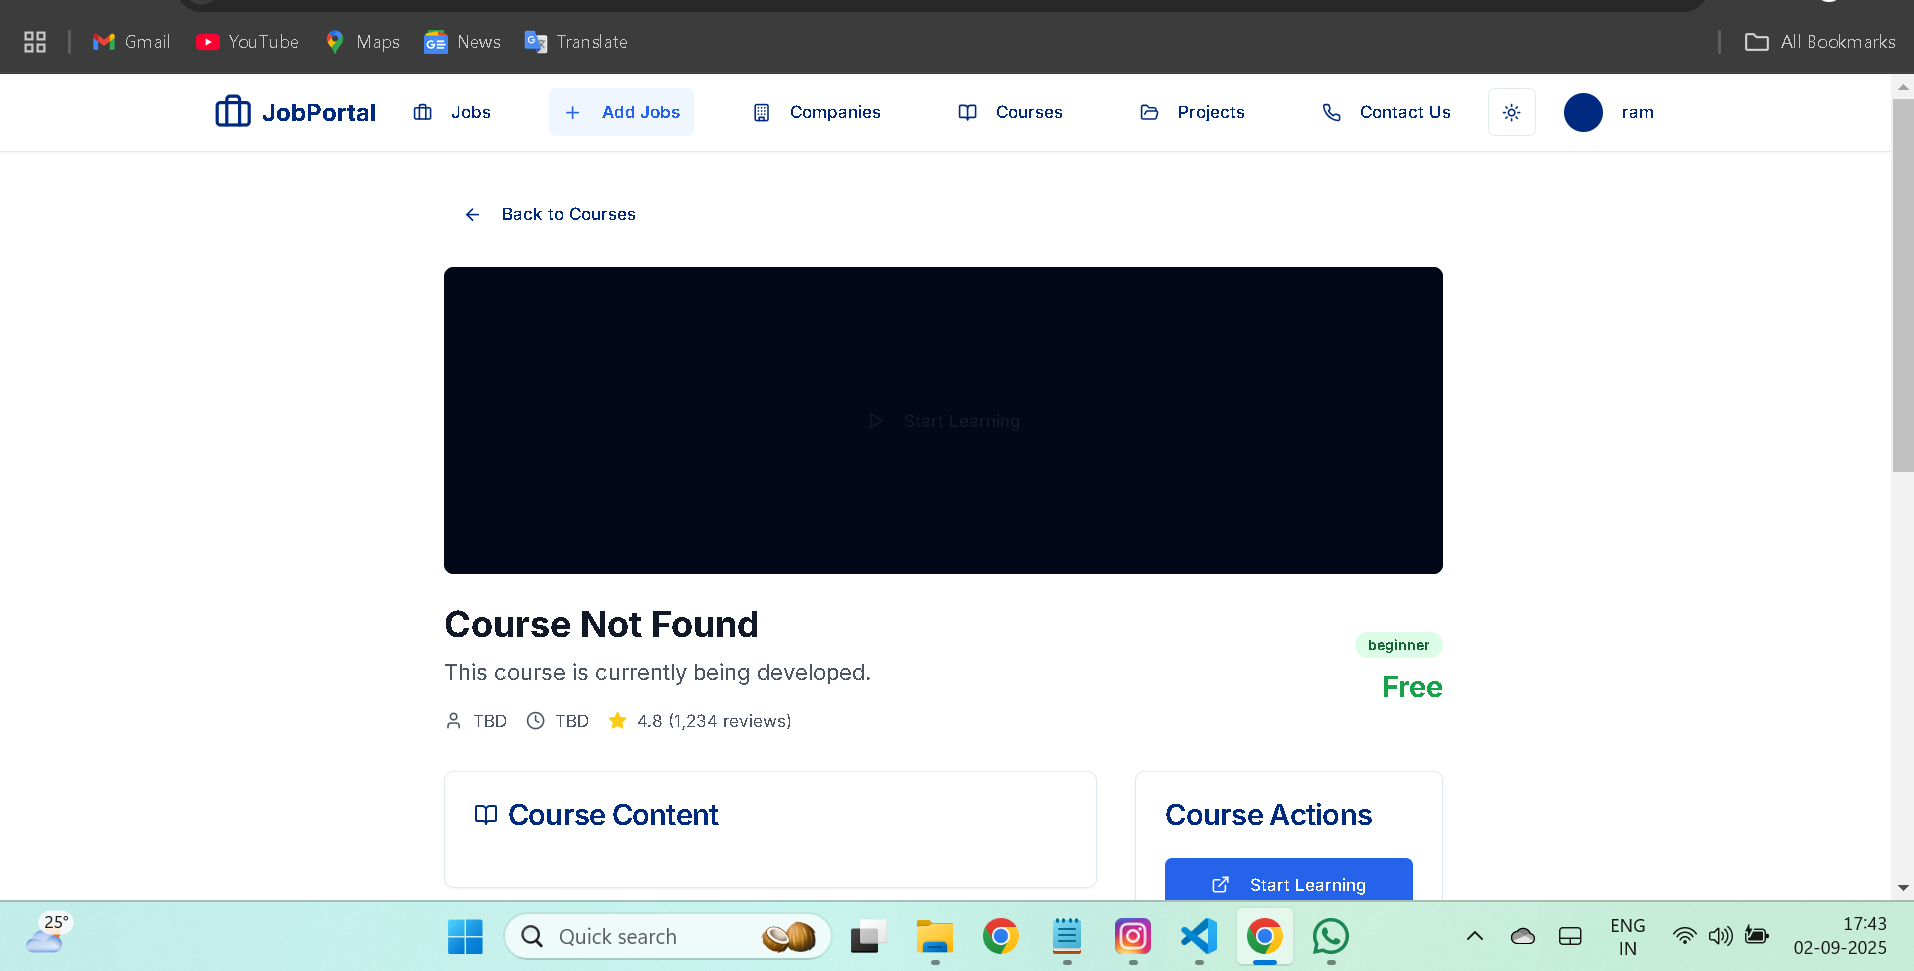 Gmail YouTube Maps News Translate All Bookmarks
JobPortal Jobs Add Jobs Companies Courses Projects Contact Us ram
Back to Courses
Start Learning
Course Not Found
beginner
This course is currently being developed.
Free
TBD TBD 4.8 (1,234 reviews)
Course Content
Course Actions
Start Learning
25°
Quick search
ENG
IN
17:43
02-09-2025